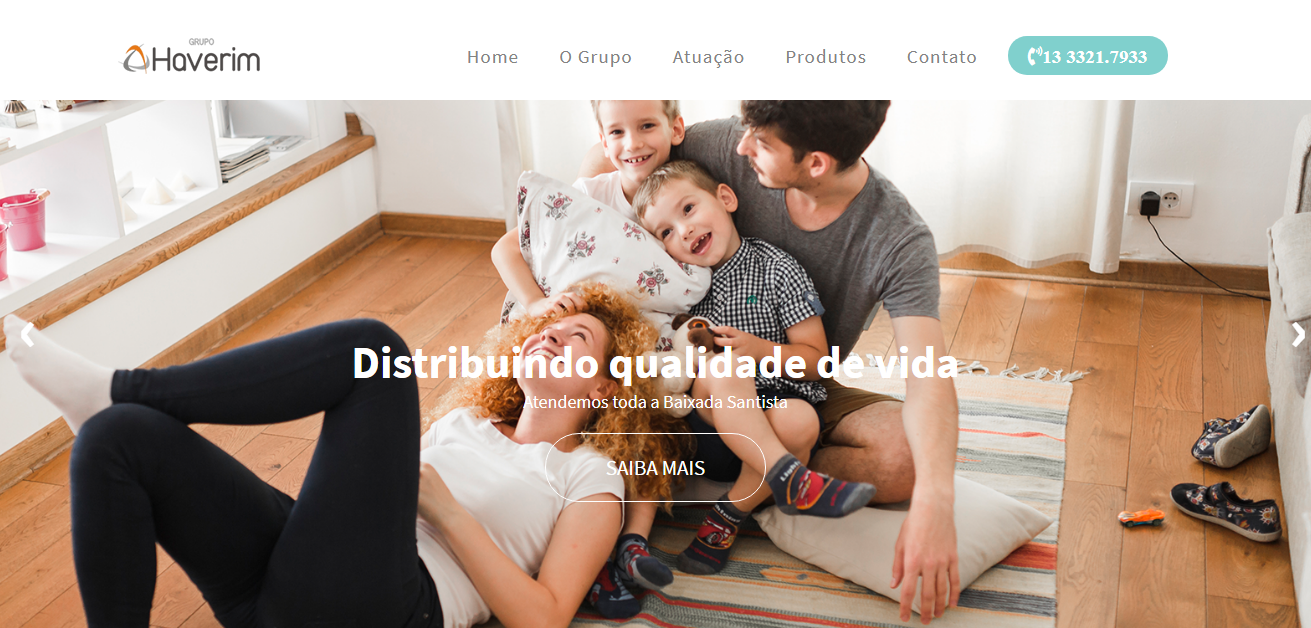 GRUPO
Haverim
Home
O Grupo
Atuação
Produtos
Contato
13 3321.7933
Distribuindo qualidade de vida
Atendemos toda a Baixada Santista
SAIBA MAIS